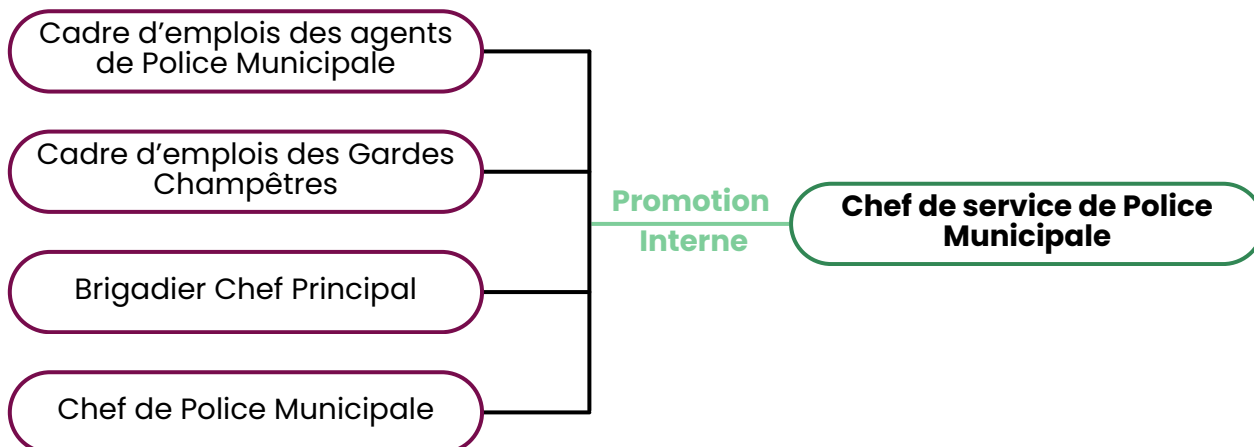 Cadre d’emplois des agents
de Police Municipale
Cadre d’emplois des Gardes
Champêtres
Brigadier Chef Principal
Chef de Police Municipale
Promotion
Interne
Chef de service de Police
Municipale